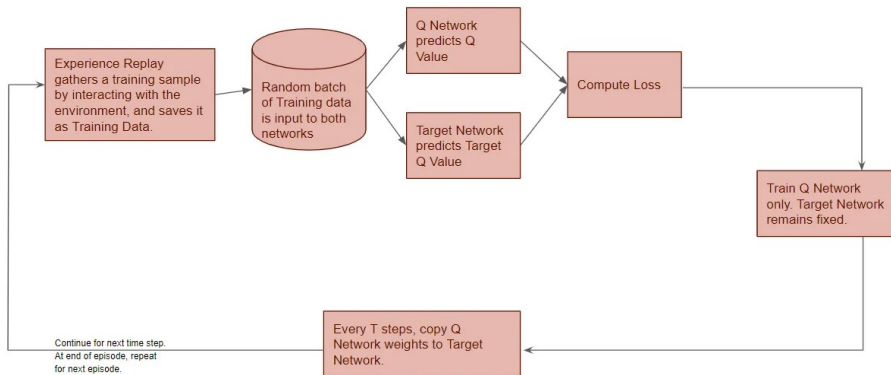 Experience Replay
gathers a training sample
by interacting with the
environment, and saves it
as Training Data.
Random batch
of Training data
is input to both
networks
Q Network
predicts Q
Value
Target Network
predicts Target
Q Value
Compute Loss
Train Q Network
only. Target Network
remains fixed.
Every T steps, copy Q
Network weights to Target
Network.
Continue for next time step.
At end of episode, repeat
for next episode.